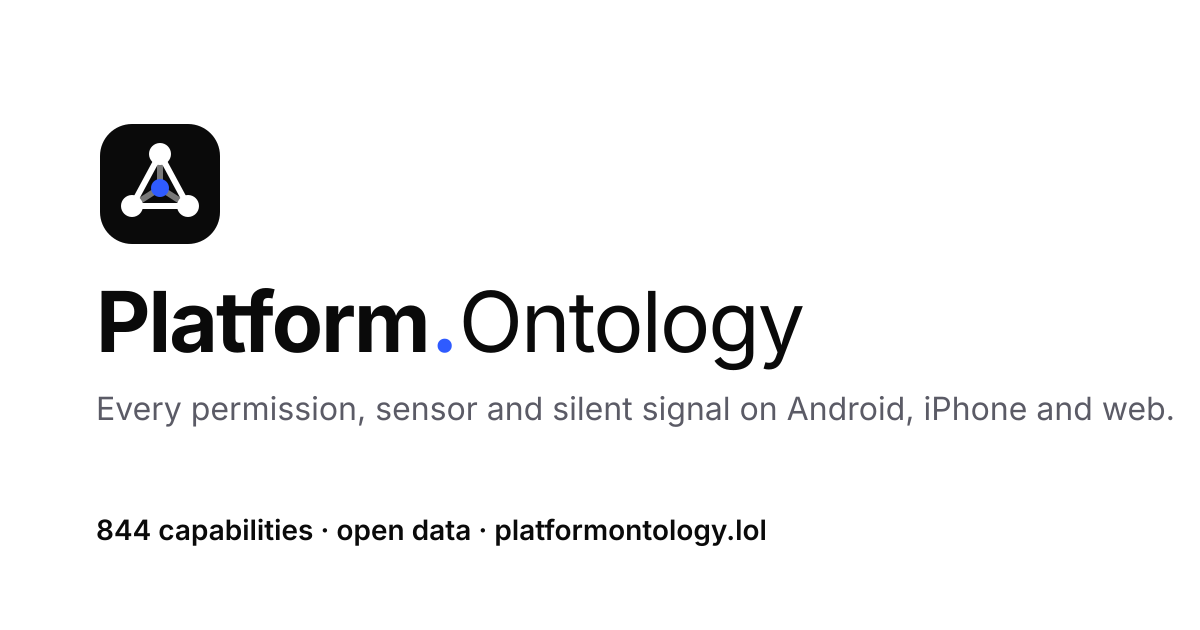 Platform.Ontology
Every permission, sensor and silent signal on Android, iPhone and web.
844 capabilities · open data · platformontology.lol